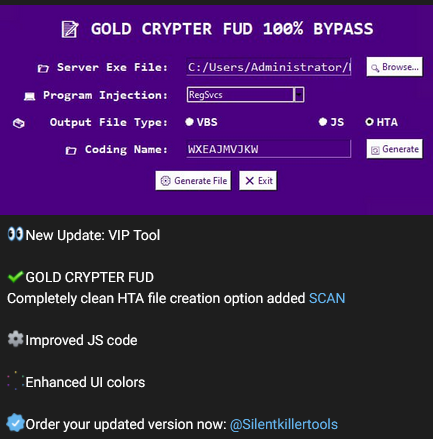 GOLD CRYPTER FUD 100% BYPASS
Server Exe File: C:/Users/Administrator/ Browse...
Program Injection: RegSvcs
Output File Type: VBS JS HTA
Coding Name: WXEAJMVJKW Generate
Generate File Exit
New Update: VIP Tool
GOLD CRYPTER FUD
Completely clean HTA file creation option added SCAN
Improved JS code
Enhanced UI colors
Order your updated version now: @Silentkillertools